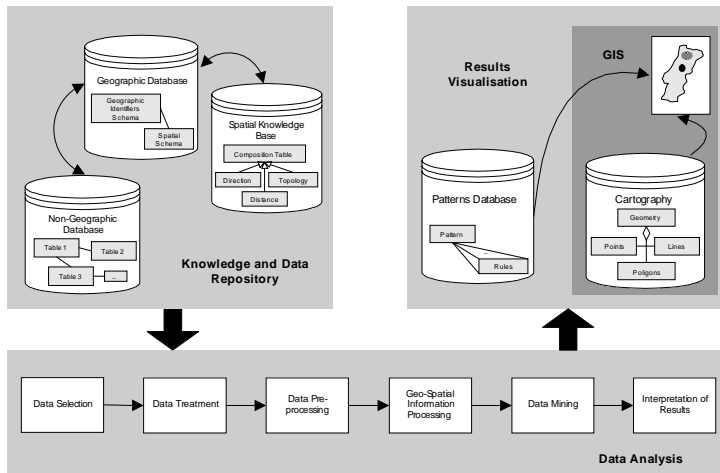 Geographic Database
Geographic
Identifiers
Schema
Spatial
Schema
Spatial Knowledge
Base
Composition Table
Direction
Topology
Distance
Non-Geographic
Database
Table 1
Table 2
Table 3
...
Knowledge and Data
Repository
Results
Visualisation
GIS
Patterns Database
Pattern
...
Rules
Cartography
Geometry
Points
Lines
Poligons
Data Selection
Data Treatment
Data Pre-
processing
Geo-Spatial
Information
Processing
Data Mining
Interpretation of
Results
Data Analysis